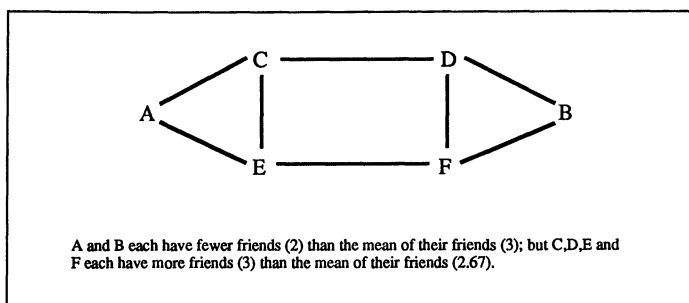 C D
A B
E F
A and B each have fewer friends (2) than the mean of their friends (3); but C,D,E and
F each have more friends (3) than the mean of their friends (2.67).